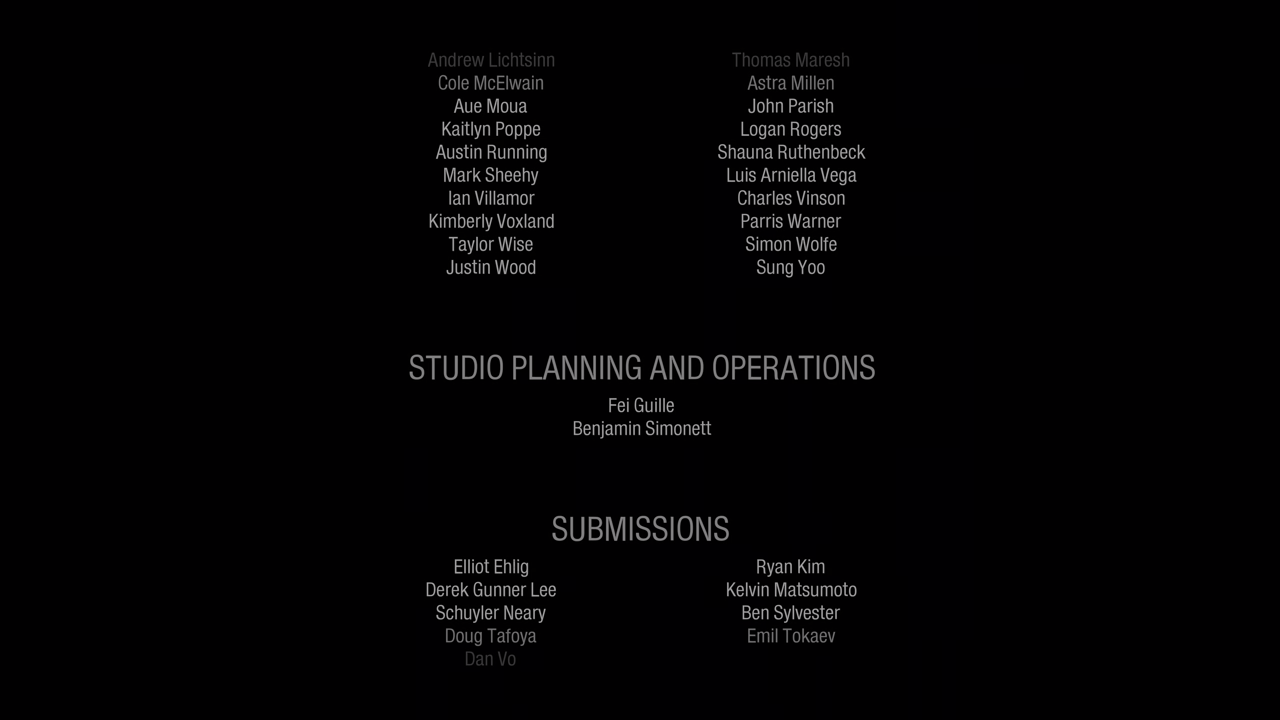 Andrew Lichtsinn Thomas Maresh
Cole McElwain Astra Millen
Aue Moua John Parish
Kaitlyn Poppe Logan Rogers
Austin Running Shauna Ruthenbeck
Mark Sheehy Luis Arniella Vega
Ian Villamor Charles Vinson
Kimberly Voxland Parris Warner
Taylor Wise Simon Wolfe
Justin Wood Sung Yoo
STUDIO PLANNING AND OPERATIONS
Fei Guille
Benjamin Simonett
SUBMISSIONS
Elliot Ehlig Ryan Kim
Derek Gunner Lee Kelvin Matsumoto
Schuyler Neary Ben Sylvester
Doug Tafoya Emil Tokaev
Dan Vo